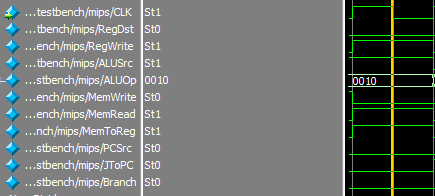 ...testbench/mips/CLK St1
...tbench/mips/RegDst St0
...ench/mips/RegWrite St1
...tbench/mips/ALUSrc St1
...stbench/mips/ALUOp 0010 0010
...ench/mips/MemWrite St0
...ench/mips/MemRead St1
...nch/mips/MemToReg St1
...stbench/mips/PCSrc St0
...stbench/mips/JToPC St0
...stbench/mips/Branch St0